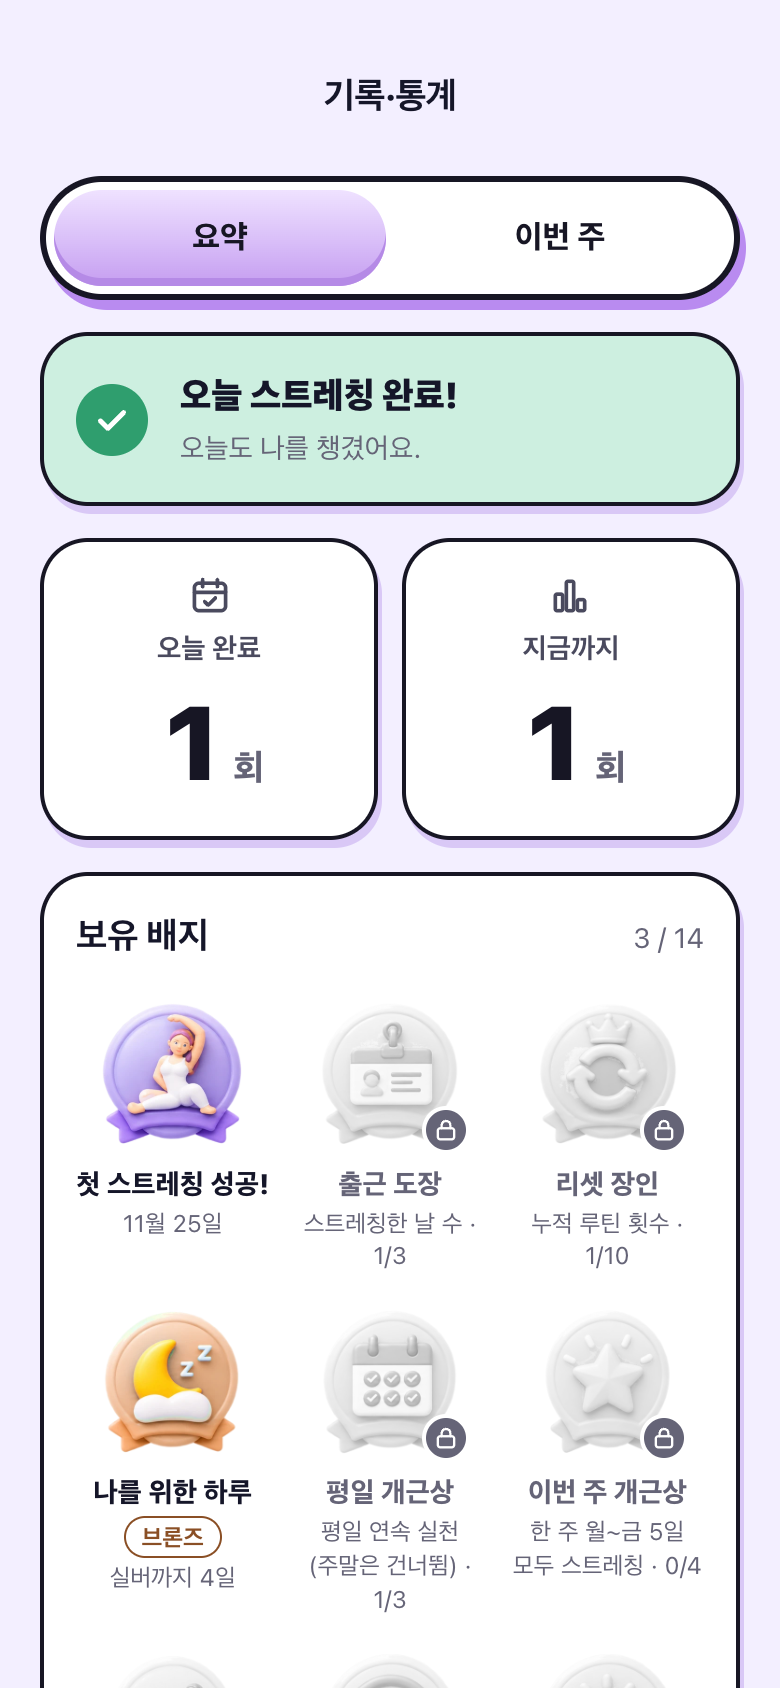 기록·통계
요약
이번 주
오늘 스트레칭 완료!
오늘도 나를 챙겼어요.
오늘 완료
1 회
지금까지
1 회
보유 배지
3 / 14
첫 스트레칭 성공!
11월 25일
출근 도장
스트레칭한 날 수 ·
1/3
리셋 장인
누적 루틴 횟수 ·
1/10
z z
나를 위한 하루
브론즈
실버까지 4일
평일 개근상
평일 연속 실천
(주말은 건너뜀) ·
1/3
이번 주 개근상
한 주 월~금 5일
모두 스트레칭 · 0/4